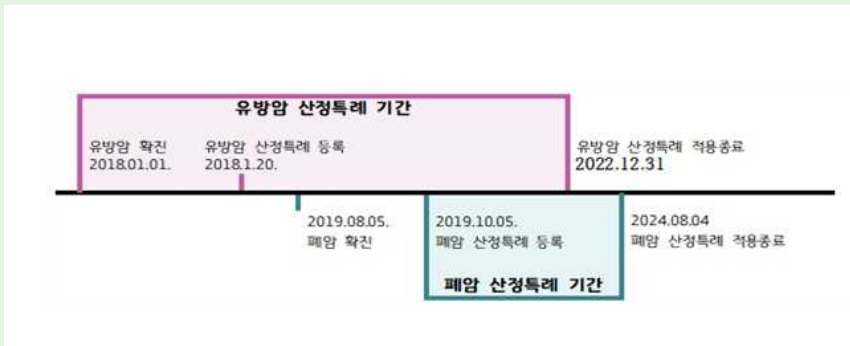 유방암 산정특례 기간
유방암 확진
2018.01.01.
유방암 산정특례 등록
2018.1.20.
유방암 산정특례 적용종료
2022.12.31
2019.08.05.
폐암 확진
2019.10.05.
폐암 산정특례 등록
2024.08.04
폐암 산정특례 적용종료
폐암 산정특례 기간